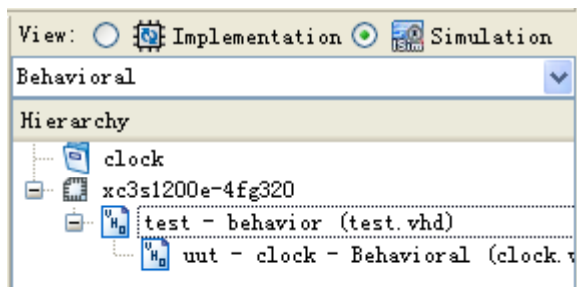 View: Implementation Simulation
Behavioral
Hierarchy
clock
xc3s1200e-4fg320
test - behavior (test.vhd)
uut - clock - Behavioral (clock.v